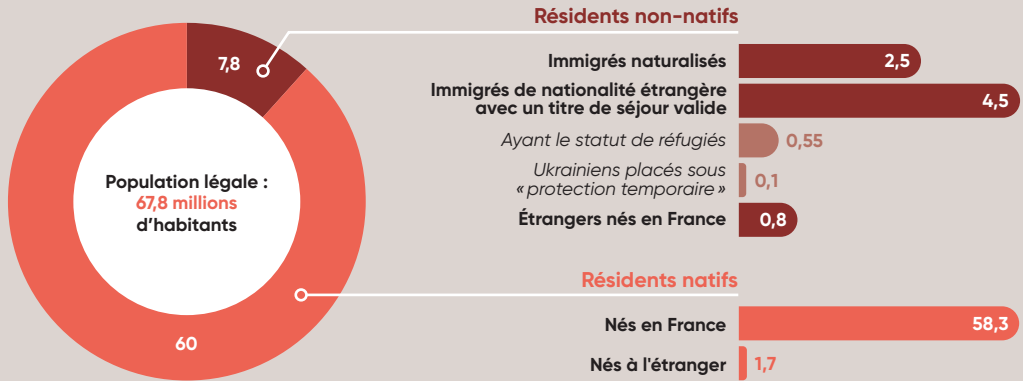 Résidents non-natifs
7,8
Immigrés naturalisés
2,5
Immigrés de nationalité étrangère
avec un titre de séjour valide
4,5
Ayant le statut de réfugiés
0,55
Ukrainiens placés sous
« protection temporaire »
0,1
Étrangers nés en France
0,8
Population légale :
67,8 millions
d’habitants
60
Résidents natifs
Nés en France
58,3
Nés à l'étranger
1,7